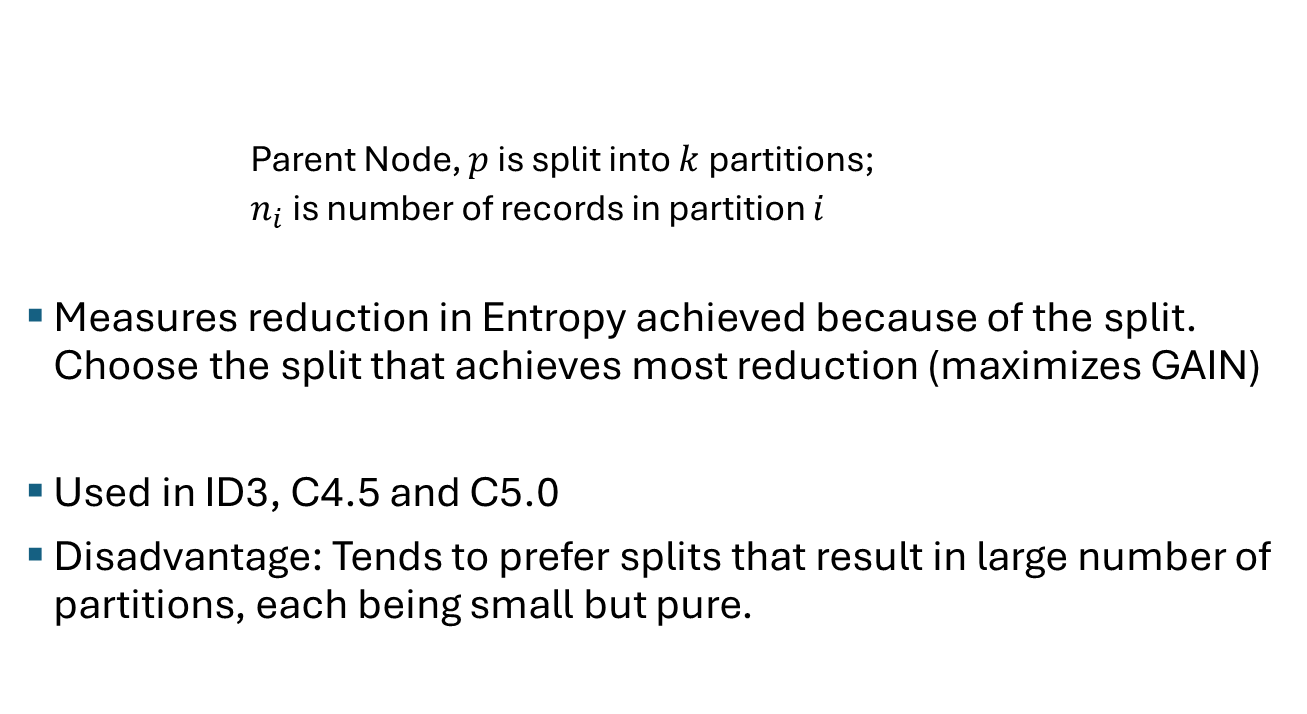 Parent Node, p is split into k partitions;
nᵢ is number of records in partition i
▪ Measures reduction in Entropy achieved because of the split.
Choose the split that achieves most reduction (maximizes GAIN)
▪ Used in ID3, C4.5 and C5.0
▪ Disadvantage: Tends to prefer splits that result in large number of
partitions, each being small but pure.